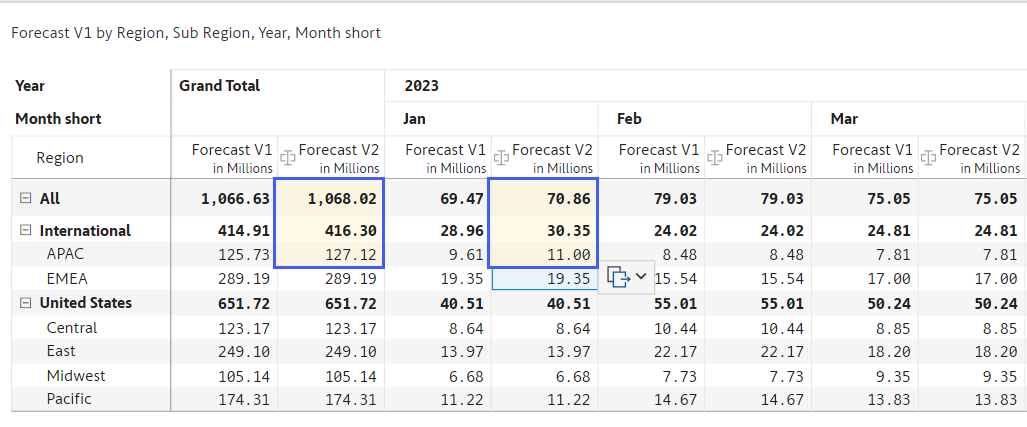 Forecast V1 by Region, Sub Region, Year, Month short
Year Grand Total 2023
Month short Jan Feb Mar
Region Forecast V1 in Millions Forecast V2 in Millions Forecast V1 in Millions Forecast V2 in Millions Forecast V1 in Millions Forecast V2 in Millions Forecast V1 in Millions Forecast V2 in Millions
All 1,066.63 1,068.02 69.47 70.86 79.03 79.03 75.05 75.05
International 414.91 416.30 28.96 30.35 24.02 24.02 24.81 24.81
APAC 125.73 127.12 9.61 11.00 8.48 8.48 7.81 7.81
EMEA 289.19 289.19 19.35 19.35 15.54 15.54 17.00 17.00
United States 651.72 651.72 40.51 40.51 55.01 55.01 50.24 50.24
Central 123.17 123.17 8.64 8.64 10.44 10.44 8.85 8.85
East 249.10 249.10 13.97 13.97 22.17 22.17 18.20 18.20
Midwest 105.14 105.14 6.68 6.68 7.73 7.73 9.35 9.35
Pacific 174.31 174.31 11.22 11.22 14.67 14.67 13.83 13.83